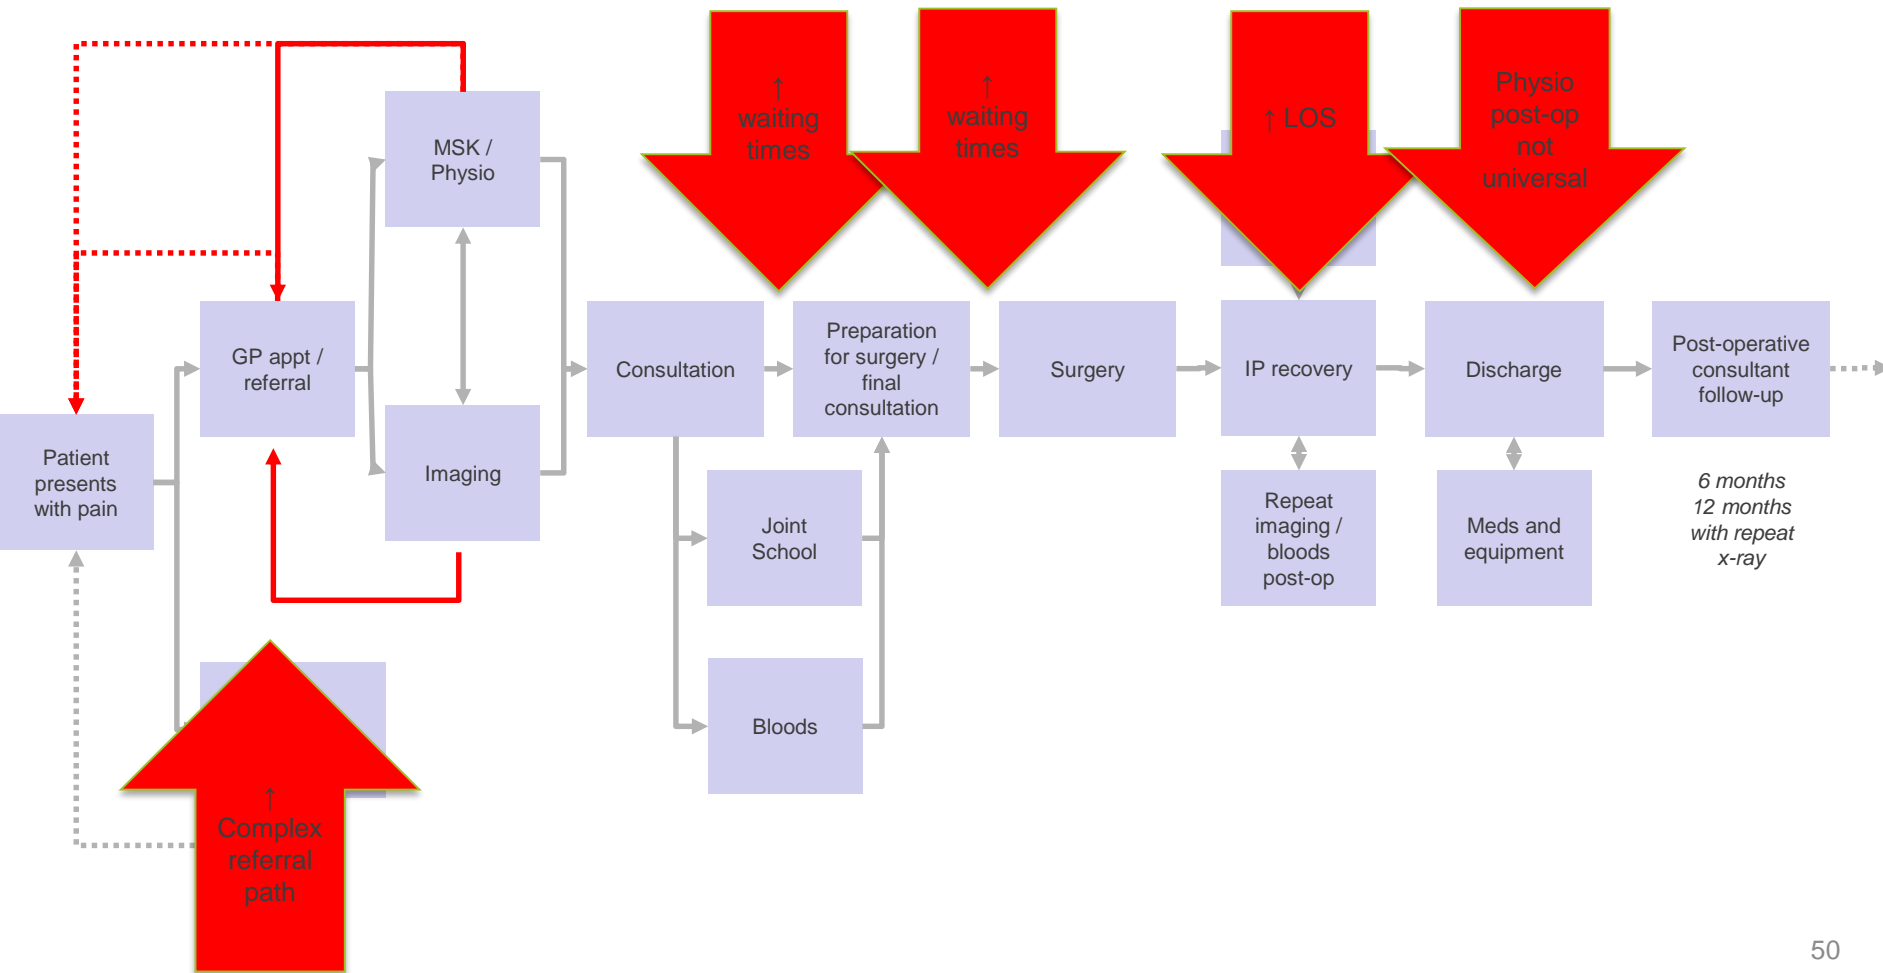 ↑
waiting
times
↑
waiting
times
↑ LOS
Physio
post-op
not
universal
MSK /
Physio
GP appt /
referral
Consultation
Preparation
for surgery /
final
consultation
Surgery
IP recovery
Discharge
Post-operative
consultant
follow-up
Patient
presents
with pain
Imaging
Joint
School
Repeat
imaging /
bloods
post-op
Meds and
equipment
6 months
12 months
with repeat
x-ray
Bloods
↑
Complex
referral
path
50